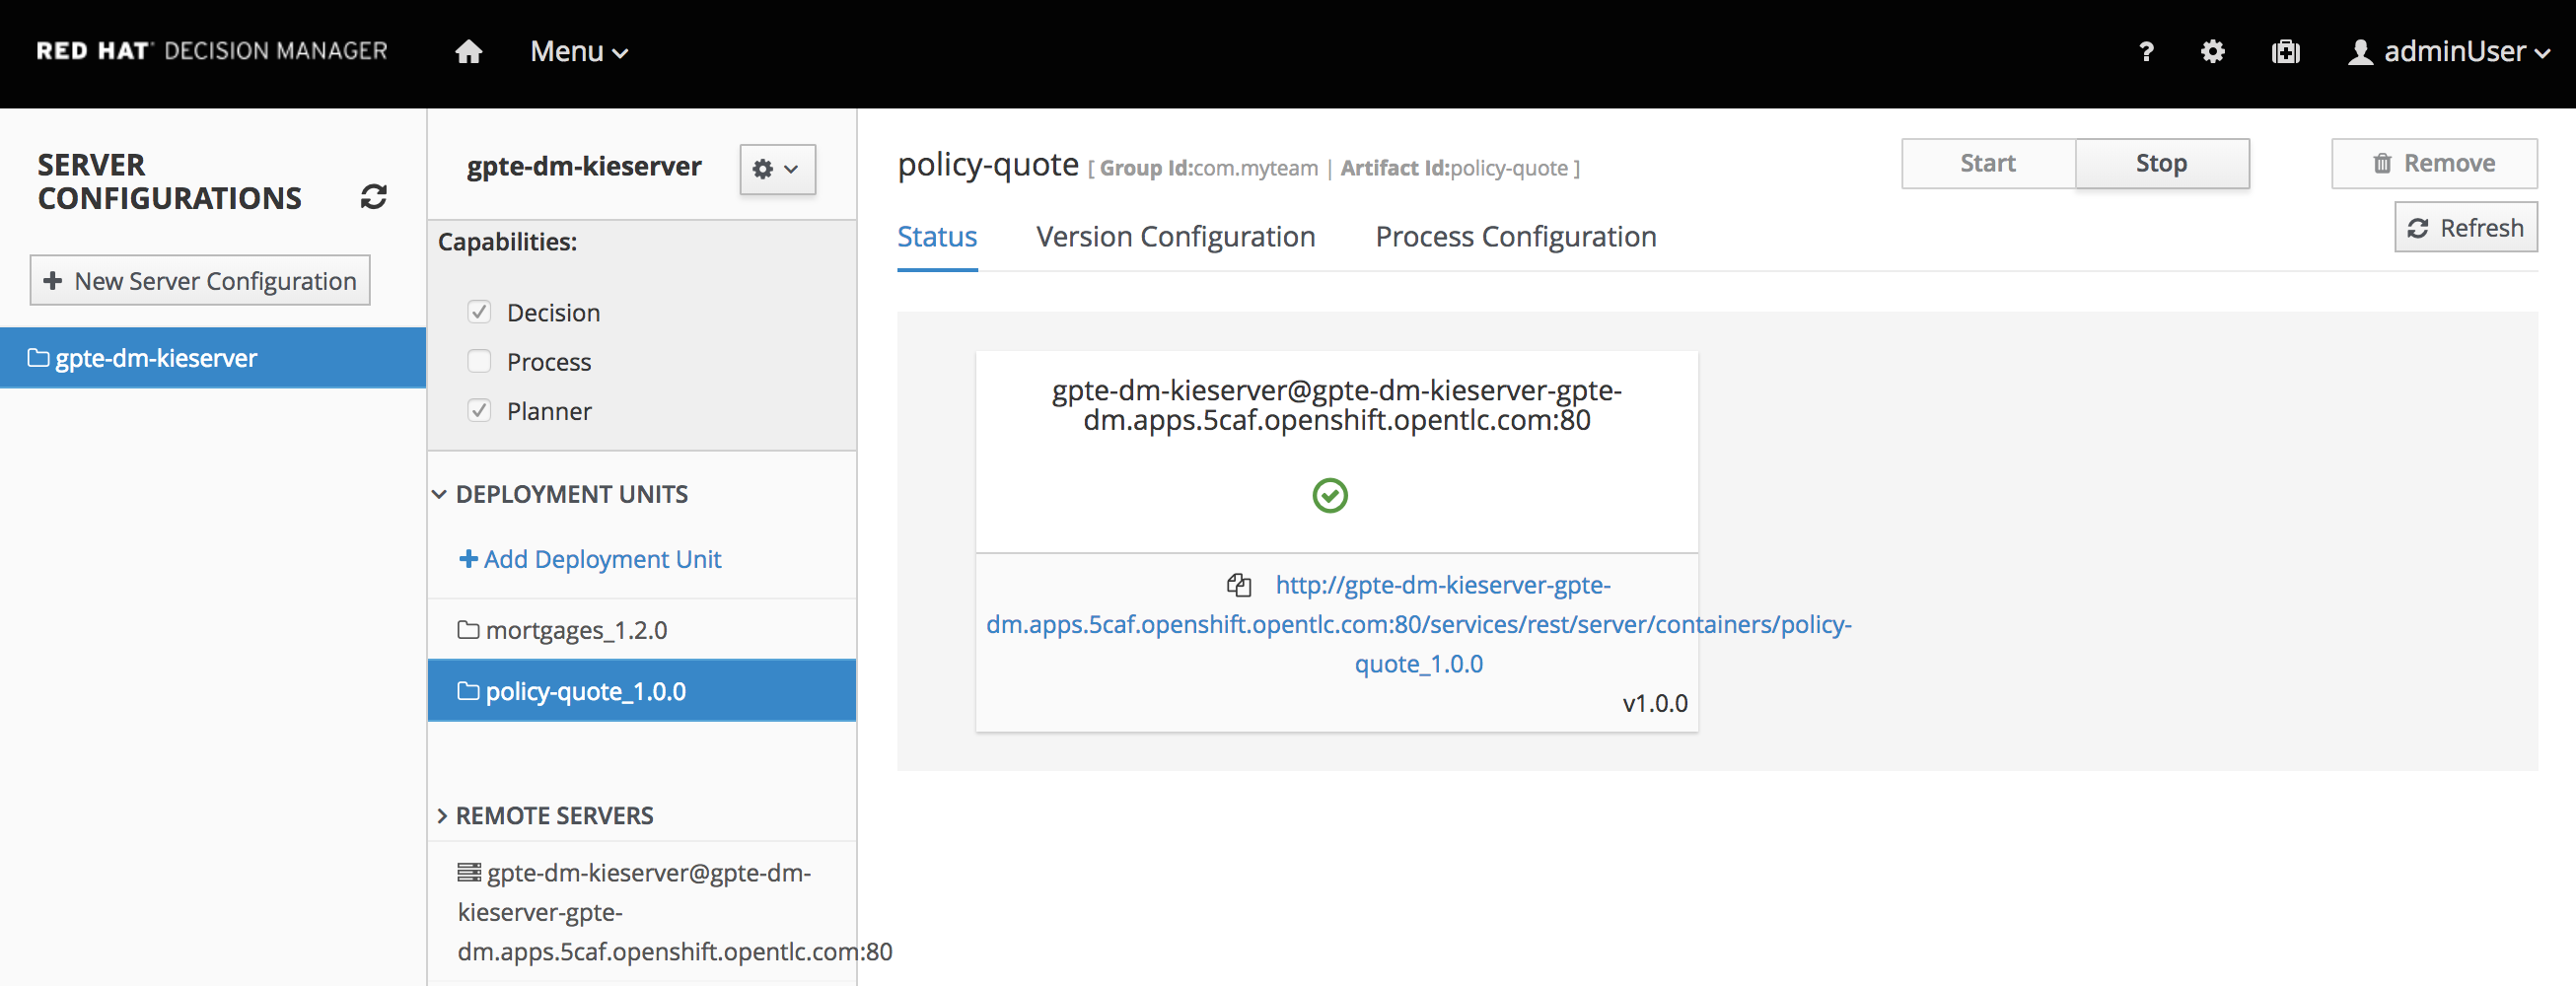 RED HAT DECISION MANAGER
Menu
?
adminUser
SERVER
CONFIGURATIONS
New Server Configuration
gpte-dm-kieserver
gpte-dm-kieserver
Capabilities:
Decision
Process
Planner
DEPLOYMENT UNITS
Add Deployment Unit
mortgages_1.2.0
policy-quote_1.0.0
REMOTE SERVERS
gpte-dm-kieserver@gpte-dm-
kieserver-gpte-
dm.apps.5caf.openshift.opentlc.com:80
policy-quote [ Group Id:com.myteam | Artifact Id:policy-quote ]
Start
Stop
Remove
Refresh
Status
Version Configuration
Process Configuration
gpte-dm-kieserver@gpte-dm-kieserver-gpte-
dm.apps.5caf.openshift.opentlc.com:80
http://gpte-dm-kieserver-gpte-
dm.apps.5caf.openshift.opentlc.com:80/services/rest/server/containers/policy-
quote_1.0.0
v1.0.0